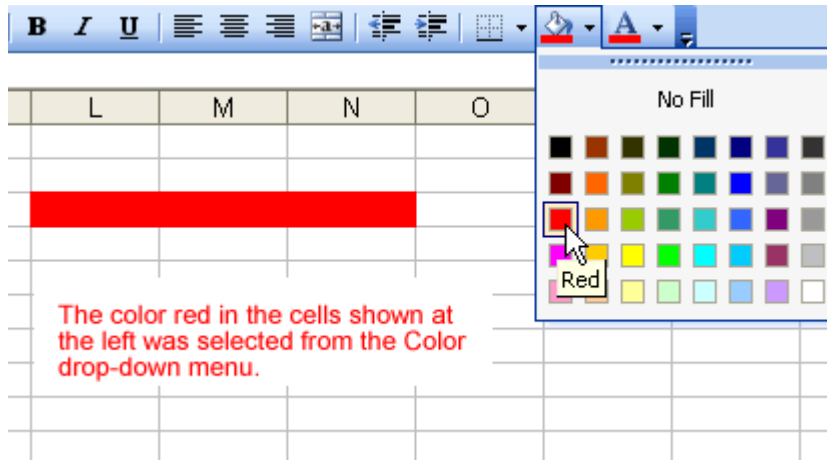 B I U a A
No Fill
L M N O
Red
The color red in the cells shown at
the left was selected from the Color
drop-down menu.